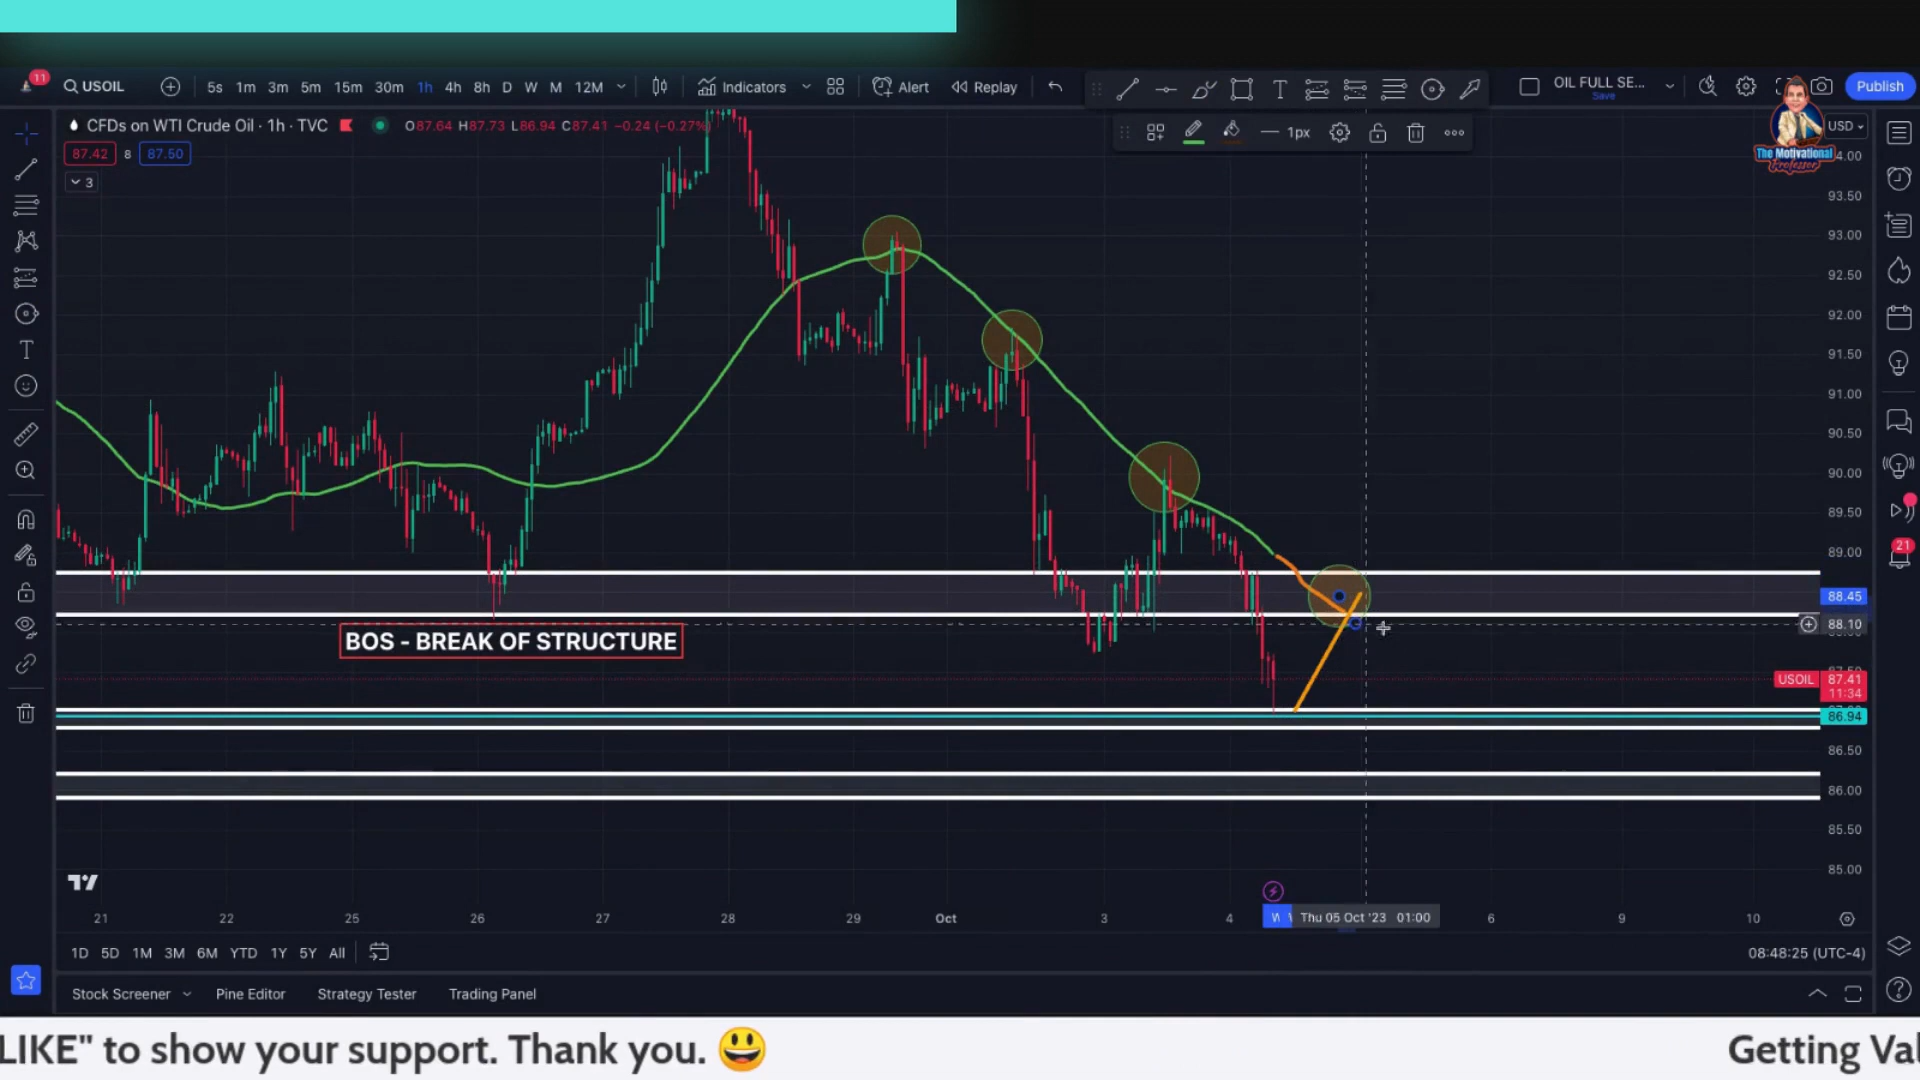 11
USOIL
5s 1m 3m 5m 15m 30m 1h 4h 8h D W M 12M
Indicators
Alert
Replay
OIL FULL SE...
Save
Publish
CFDs on WTI Crude Oil · 1h · TVC
O87.64 H87.73 L86.94 C87.41 −0.24 (−0.27%)
1px
USD
The Motivational
Professor
87.42 8 87.50
3
4.00
93.50
93.00
92.50
92.00
91.50
91.00
90.50
90.00
89.50
89.00
88.45
88.10
BOS - BREAK OF STRUCTURE
USOIL 87.41
11:34
86.94
86.50
86.00
85.50
85.00
21
21 22 25 26 27 28 29 Oct 3 4 6 9 10
Thu 05 Oct '23 01:00
1D 5D 1M 3M 6M YTD 1Y 5Y All
08:48:25 (UTC-4)
Stock Screener
Pine Editor
Strategy Tester
Trading Panel
LIKE" to show your support. Thank you. 😃
Getting Val